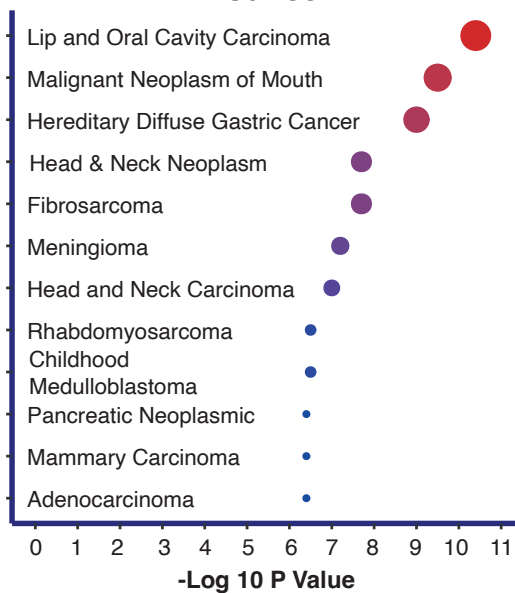 Lip and Oral Cavity Carcinoma
Malignant Neoplasm of Mouth
Hereditary Diffuse Gastric Cancer
Head & Neck Neoplasm
Fibrosarcoma
Meningioma
Head and Neck Carcinoma
Rhabdomyosarcoma
Childhood
Medulloblastoma
Pancreatic Neoplasmic
Mammary Carcinoma
Adenocarcinoma
0 1 2 3 4 5 6 7 8 9 10 11
-Log 10 P Value